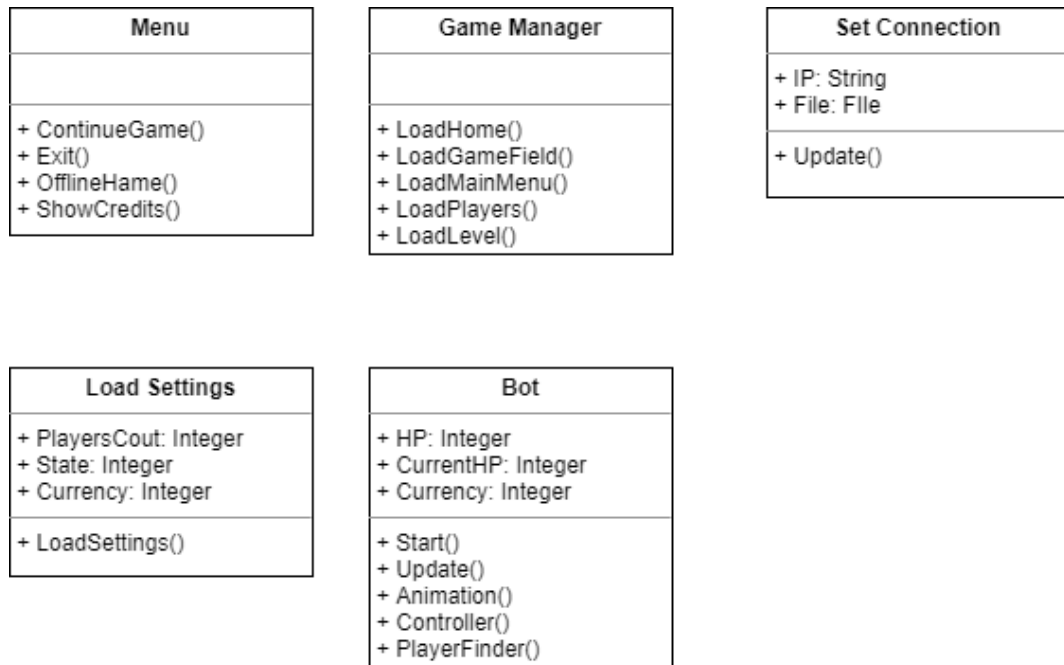 Menu
+ ContinueGame()
+ Exit()
+ OfflineHame()
+ ShowCredits()
Game Manager
+ LoadHome()
+ LoadGameField()
+ LoadMainMenu()
+ LoadPlayers()
+ LoadLevel()
Set Connection
+ IP: String
+ File: FIle
+ Update()
Load Settings
+ PlayersCout: Integer
+ State: Integer
+ Currency: Integer
+ LoadSettings()
Bot
+ HP: Integer
+ CurrentHP: Integer
+ Currency: Integer
+ Start()
+ Update()
+ Animation()
+ Controller()
+ PlayerFinder()